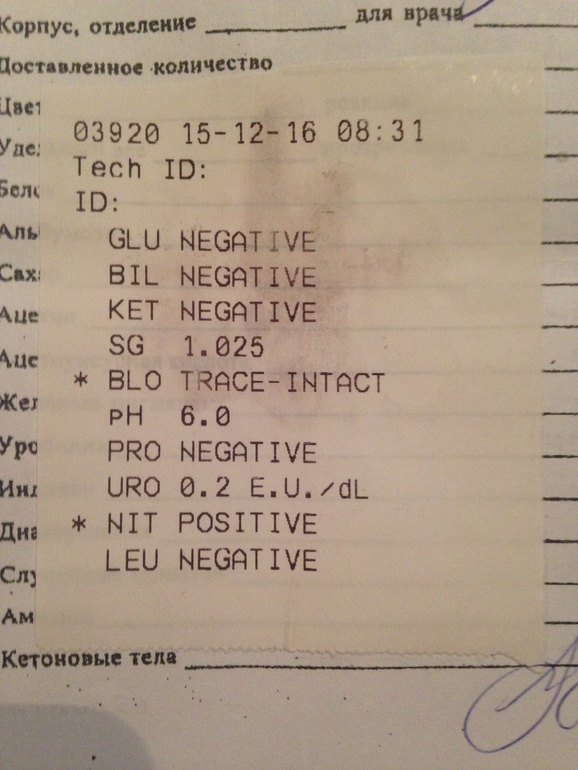 Корпус, отделение
для врача
Доставленное количество
03920 15-12-16 08:31
Tech ID:
ID:
GLU NEGATIVE
BIL NEGATIVE
KET NEGATIVE
SG 1.025
* BLO TRACE-INTACT
pH 6.0
PRO NEGATIVE
URO 0.2 E.U./dL
* NIT POSITIVE
LEU NEGATIVE
Кетоновые тела